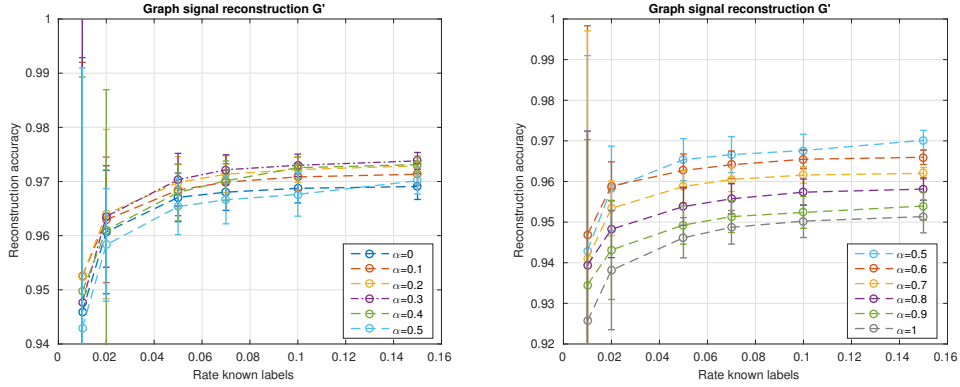 Graph signal reconstruction G'
1
0.99
0.98
0.97
0.96
0.95
0.94
Reconstruction accuracy
0 0.02 0.04 0.06 0.08 0.1 0.12 0.14 0.16
Rate known labels
α=0
α=0.1
α=0.2
α=0.3
α=0.4
α=0.5
Graph signal reconstruction G'
1
0.99
0.98
0.97
0.96
0.95
0.94
0.93
0.92
Reconstruction accuracy
0 0.02 0.04 0.06 0.08 0.1 0.12 0.14 0.16
Rate known labels
α=0.5
α=0.6
α=0.7
α=0.8
α=0.9
α=1